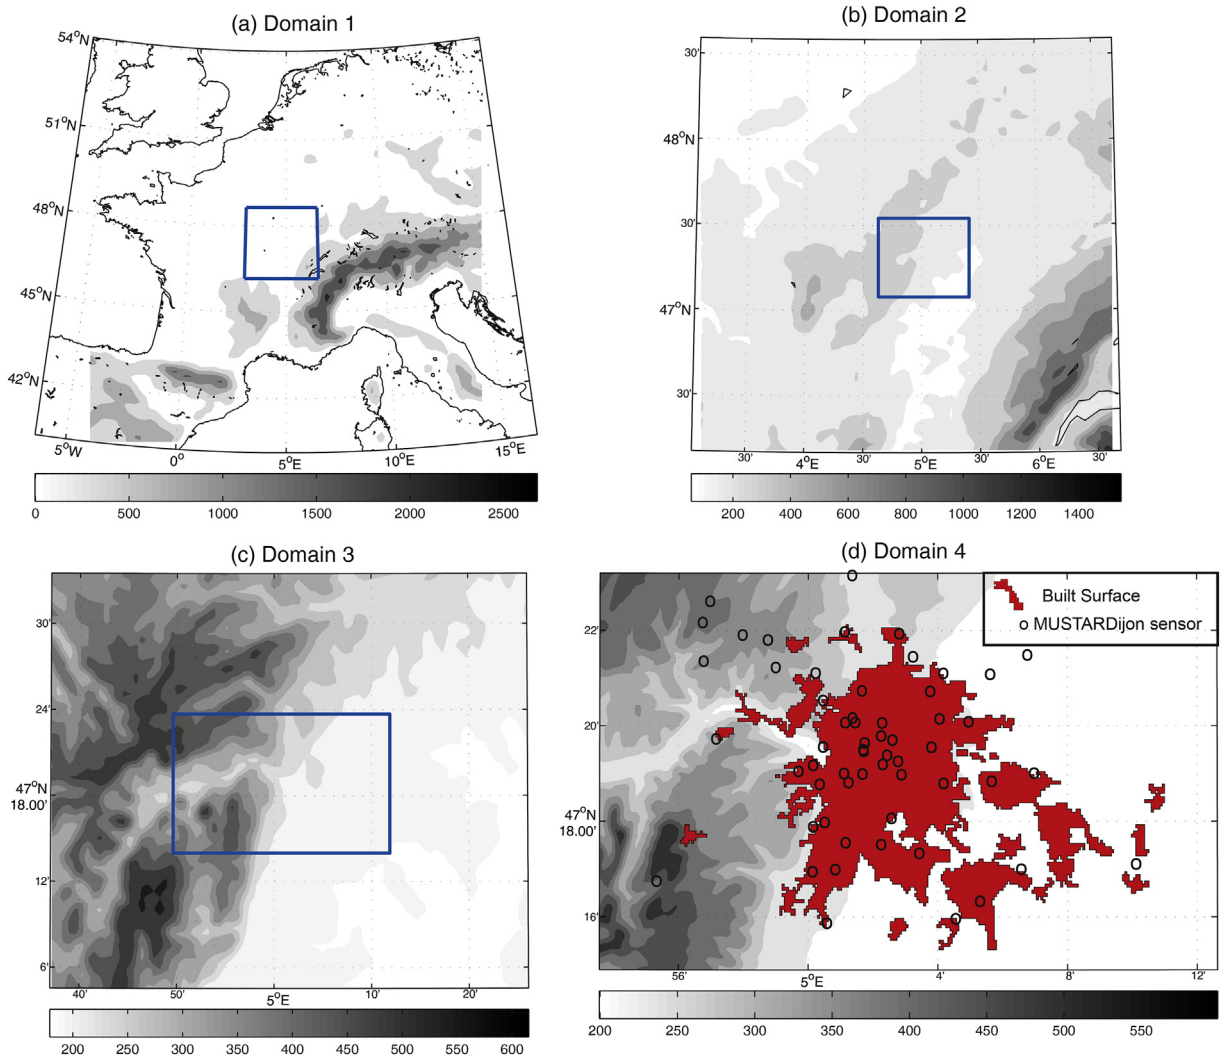 (a) Domain 1
54°N
51°N
48°N
45°N
42°N
5°W
0°
5°E
10°E
15°E
0 500 1000 1500 2000 2500
(b) Domain 2
30'
48°N
30'
47°N
30'
30' 4°E 30' 5°E 30' 6°E 30'
200 400 600 800 1000 1200 1400
(c) Domain 3
30'
24'
47°N
18.00'
12'
6'
40' 50' 5°E 10' 20'
200 250 300 350 400 450 500 550 600
(d) Domain 4
Built Surface
o MUSTARDijon sensor
22'
20'
47°N
18.00'
16'
56' 5°E 4' 8' 12'
200 250 300 350 400 450 500 550